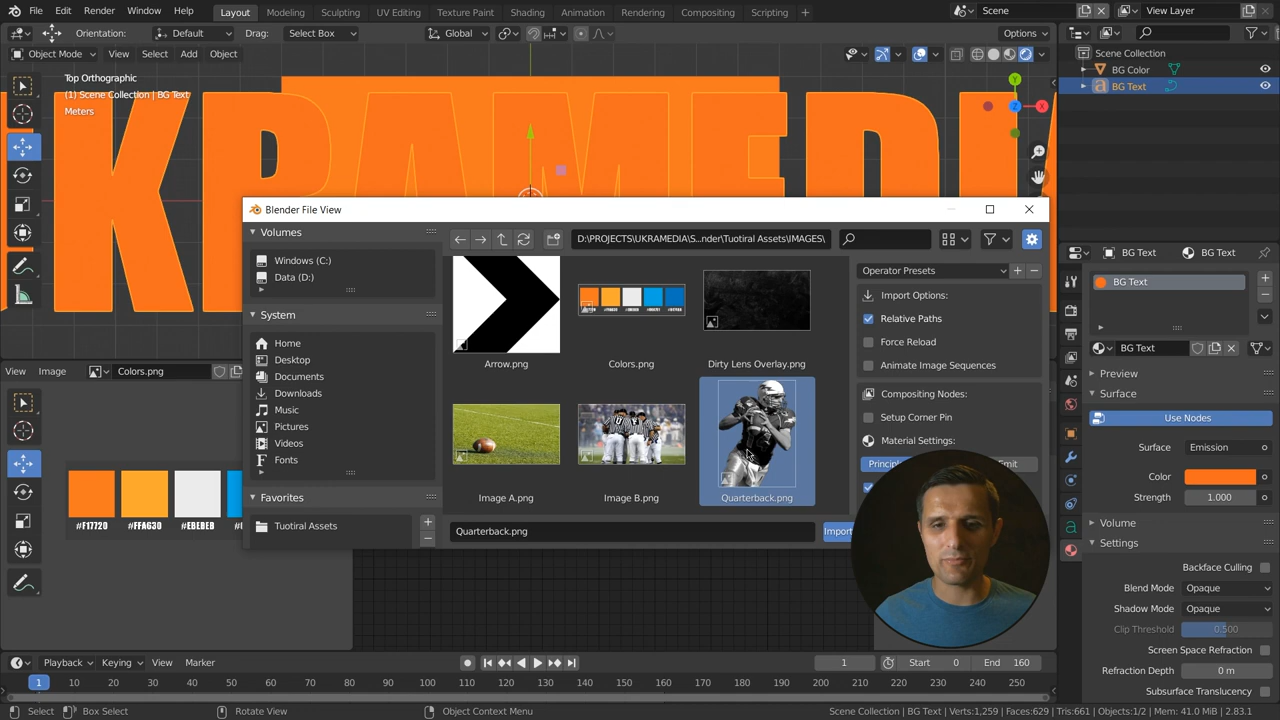 File Edit Render Window Help
Layout Modeling Sculpting UV Editing Texture Paint Shading Animation Rendering Compositing Scripting +
Scene
View Layer
Orientation: Default Drag: Select Box Global Options
Object Mode View Select Add Object
Top Orthographic
(1) Scene Collection | BG Text
Meters
KRAMEDI
Y
X
Z
Scene Collection
BG Color
BG Text
Blender File View
Volumes
Windows (C:)
Data (D:)
System
Home
Desktop
Documents
Downloads
Music
Pictures
Videos
Fonts
Favorites
Tuotiral Assets
D:\PROJECTS\UKRAMEDIA\S...nder\Tuotiral Assets\IMAGES\
Arrow.png
Colors.png
Dirty Lens Overlay.png
Image A.png
Image B.png
Quarterback.png
Quarterback.png
Import
Operator Presets
Import Options:
Relative Paths
Force Reload
Animate Image Sequences
Compositing Nodes:
Setup Corner Pin
Material Settings:
View Image Colors.png
#F17720 #FFA630 #EBEBEB
BG Text BG Text
BG Text
BG Text
Preview
Surface
Use Nodes
Surface Emission
Color
Strength 1.000
Volume
Settings
Backface Culling
Blend Mode Opaque
Shadow Mode Opaque
Clip Threshold 0.500
Screen Space Refraction
Refraction Depth 0 m
Subsurface Translucency
Playback Keying View Marker
1 Start 0 End 160
1 10 20 30 40 50 60 70 80 90 100 110 120 130 140 150 160 170 180 190 200 210 220 230 240 250
Select Box Select Rotate View Object Context Menu
Scene Collection | BG Text | Verts:1,259 | Faces:629 | Tris:661 | Objects:1/2 | Mem: 41.0 MiB | 2.83.1